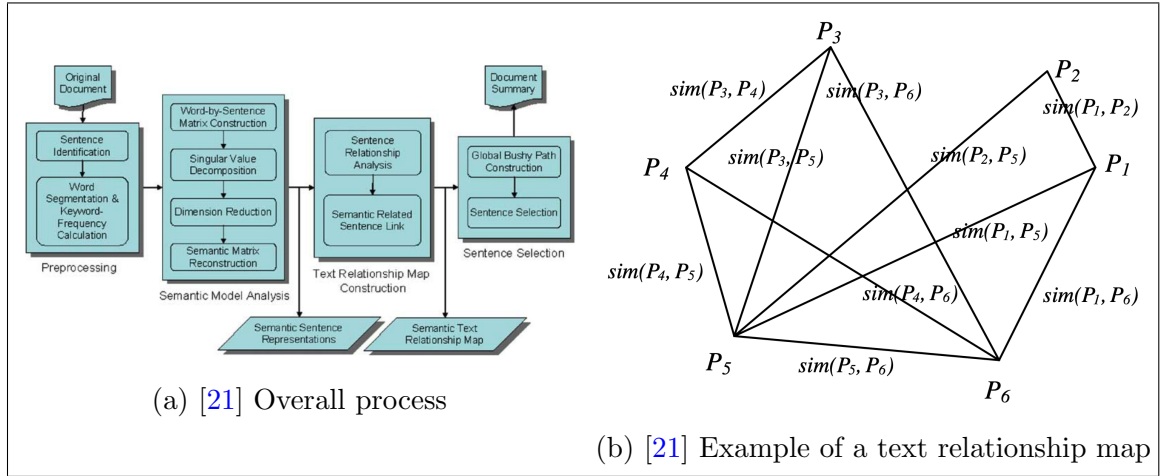 Original
Document
Sentence
Identification
Word
Segmentation &
Keyword-
Frequency
Calculation
Preprocessing
Word-by-Sentence
Matrix Construction
Singular Value
Decomposition
Dimension Reduction
Semantic Matrix
Reconstruction
Semantic Model Analysis
Sentence
Relationship
Analysis
Semantic Related
Sentence Link
Text Relationship Map
Construction
Document
Summary
Global Bushy Path
Construction
Sentence Selection
Sentence Selection
Semantic Sentence
Representations
Semantic Text
Relationship Map
(a) [21] Overall process
P3
P2
sim(P3, P4)
sim(P3, P6)
sim(P1, P2)
sim(P3, P5)
sim(P2, P5)
P4
P1
sim(P1, P5)
sim(P4, P5)
sim(P4, P6)
sim(P1, P6)
P5
sim(P5, P6)
P6
(b) [21] Example of a text relationship map